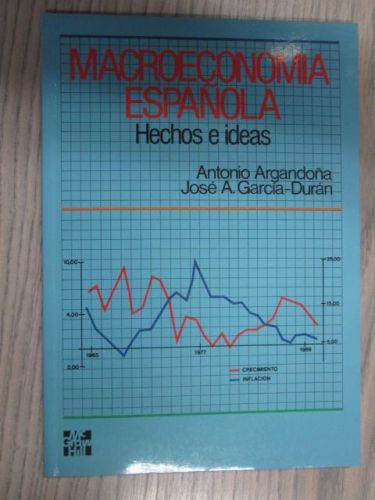 MACROECONOMIA
ESPAÑOLA
Hechos e ideas
Antonio Argandoña
José A. García-Durán
10,00
25,00
4,00
15,00
1965
1977
1989
5,00
0,00
CRECIMIENTO
INFLACION
Mc
Graw
Hill